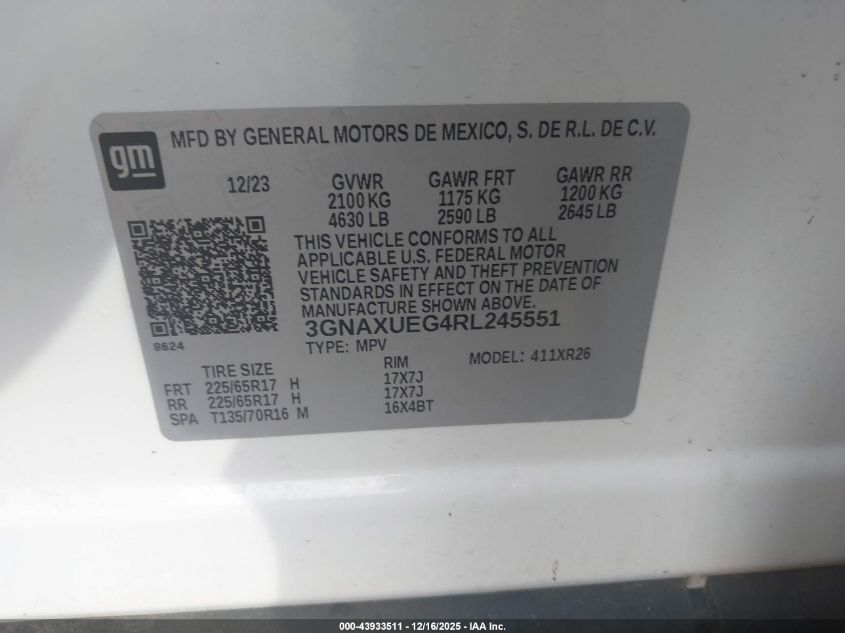 gm
MFD BY GENERAL MOTORS DE MEXICO, S. DE R.L. DE C.V.
12/23 GVWR GAWR FRT GAWR RR
2100 KG 1175 KG 1200 KG
4630 LB 2590 LB 2645 LB
THIS VEHICLE CONFORMS TO ALL
APPLICABLE U.S. FEDERAL MOTOR
VEHICLE SAFETY AND THEFT PREVENTION
STANDARDS IN EFFECT ON THE DATE OF
MANUFACTURE SHOWN ABOVE.
3GNAXUEG4RL245551
8624
TYPE: MPV MODEL: 411XR26
TIRE SIZE RIM
FRT 225/65R17 H 17X7J
RR 225/65R17 H 17X7J
SPA T135/70R16 M 16X4BT
000-43933511 - 12/16/2025 - IAA Inc.